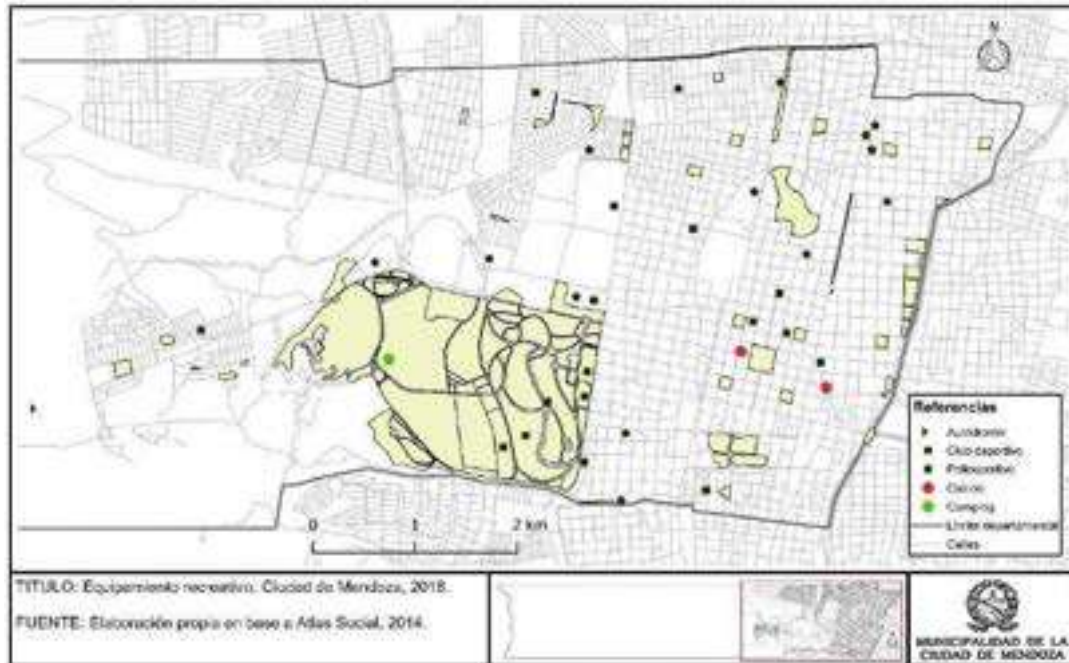 N
Referencias
Autódromo
Club deportivo
Polideportivo
Casino
Camping
Límite departamental
Calles
0 1 2 km
TITULO: Equipamiento recreativo. Ciudad de Mendoza, 2018.
FUENTE: Elaboración propia en base a Atlas Social, 2014.
MUNICIPALIDAD DE LA
CIUDAD DE MENDOZA